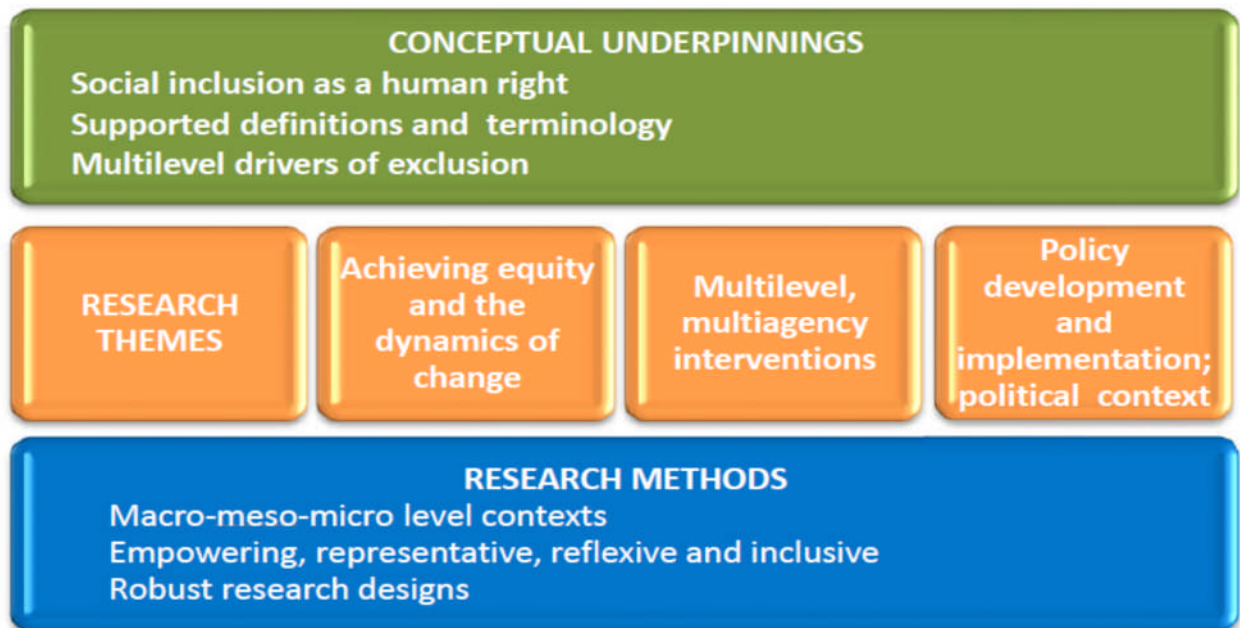 CONCEPTUAL UNDERPINNINGS
Social inclusion as a human right
Supported definitions and terminology
Multilevel drivers of exclusion
RESEARCH
THEMES
Achieving equity
and the
dynamics of
change
Multilevel,
multiagency
interventions
Policy
development
and
implementation;
political context
RESEARCH METHODS
Macro-meso-micro level contexts
Empowering, representative, reflexive and inclusive
Robust research designs